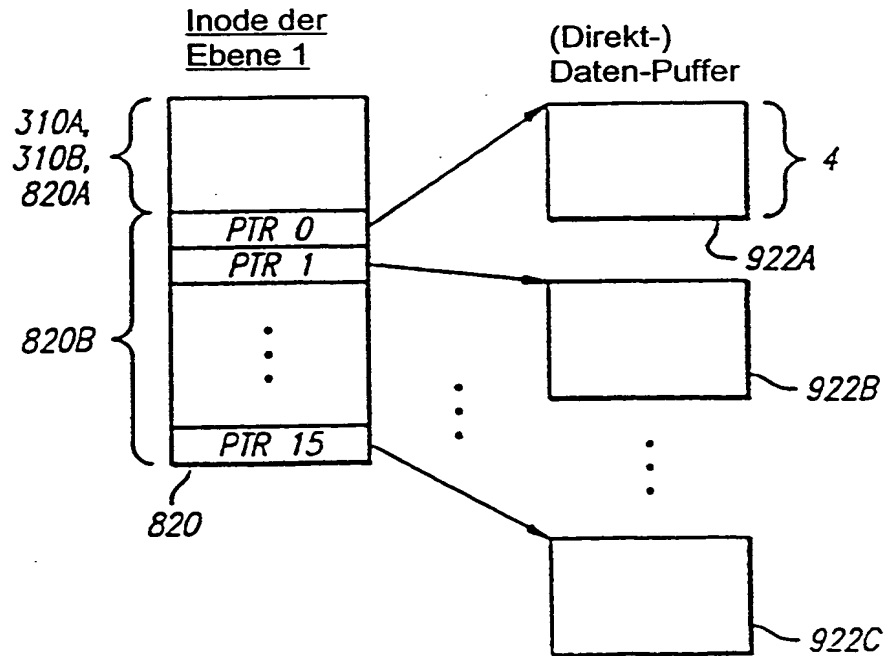 Inode der
Ebene 1
(Direkt-)
Daten-Puffer
310A,
310B,
820A
4
PTR 0
922A
PTR 1
820B
922B
PTR 15
820
922C